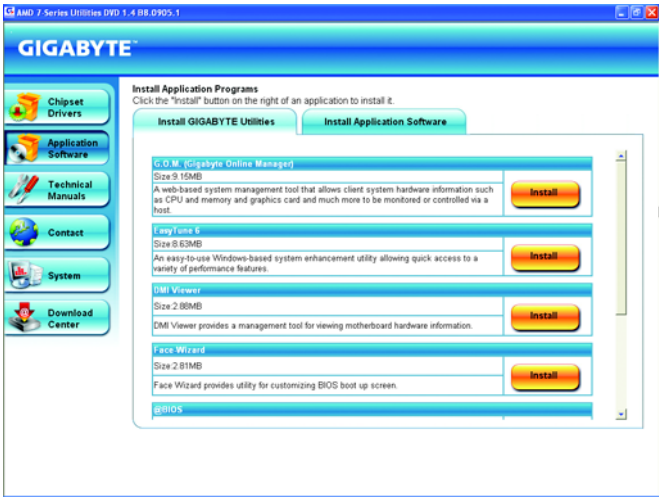 AMD 7-Series Utilities DVD 1.4 B8.0905.1
GIGABYTE™
Chipset
Drivers
Application
Software
Technical
Manuals
Contact
System
Download
Center
Install Application Programs
Click the "Install" button on the right of an application to install it.
Install GIGABYTE Utilities
Install Application Software
G.O.M. (Gigabyte Online Manager)
Size:9.15MB
A web-based system management tool that allows client system hardware information such
as CPU and memory and graphics card and much more to be monitored or controlled via a
host.
Install
EasyTune 6
Size:8.63MB
An easy-to-use Windows-based system enhancement utility allowing quick access to a
variety of performance features.
Install
DMI Viewer
Size:2.88MB
DMI Viewer provides a management tool for viewing motherboard hardware information.
Install
Face-Wizard
Size:2.81MB
Face Wizard provides utility for customizing BIOS boot up screen.
Install
@BIOS